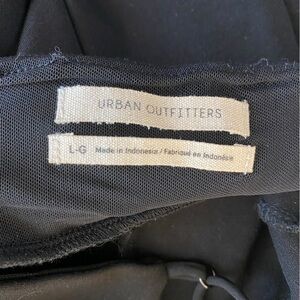 URBAN OUTFITTERS
L-G Made in Indonesia / Fabriqué en Indonésie